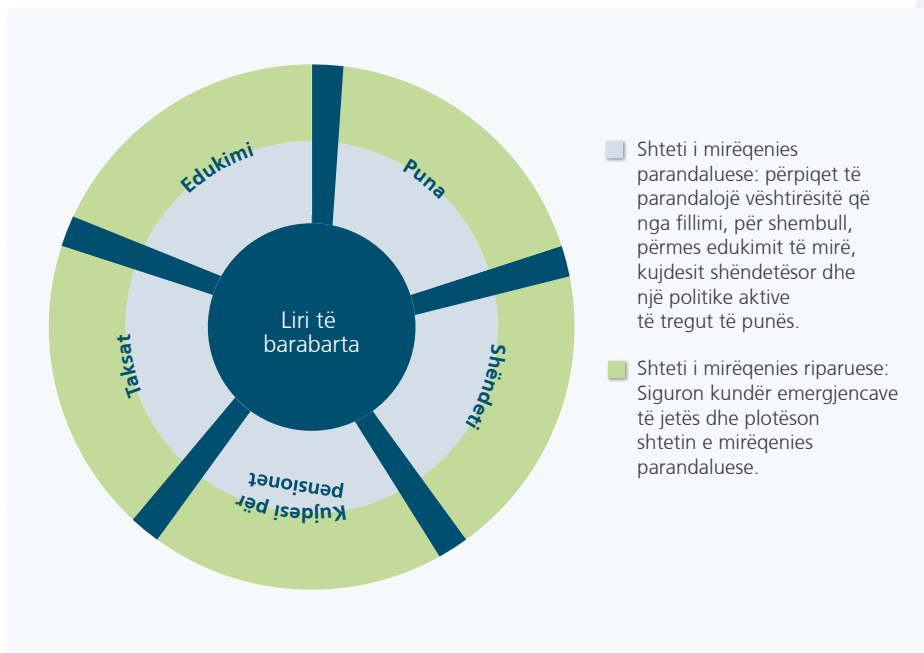 Edukimi
Puna
Shëndeti
Kujdesi për
pensionet
Taksat
Liri të
barabarta
Shteti i mirëqenies
parandaluese: përpiqet të
parandalojë vështirësitë që
nga fillimi, për shembull,
përmes edukimit të mirë,
kujdesit shëndetësor dhe
një politike aktive
të tregut të punës.
Shteti i mirëqenies riparuese:
Siguron kundër emergjencave
të jetës dhe plotëson
shtetin e mirëqenies
parandaluese.